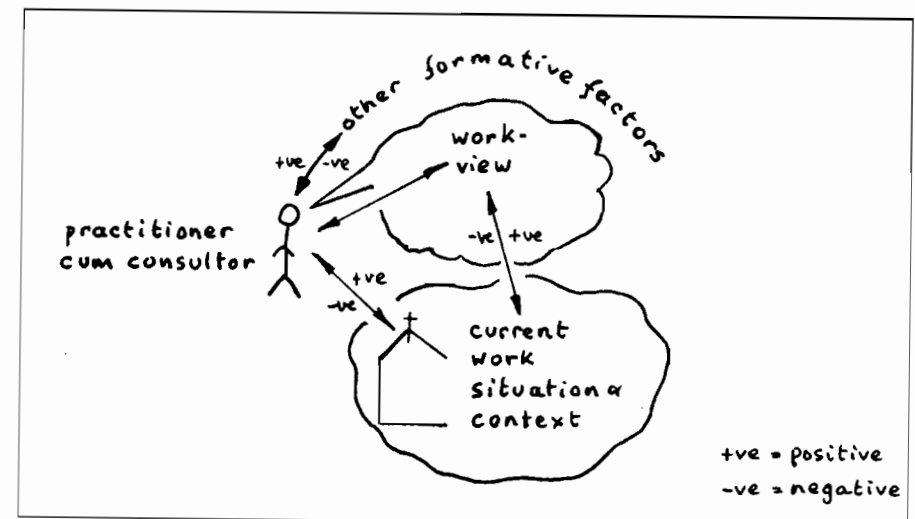 other formative factors
work-
view
+ve -ve
practitioner
cum consultor
-ve +ve
+ve
-ve
current
work
situation &
context
+ve = positive
-ve = negative